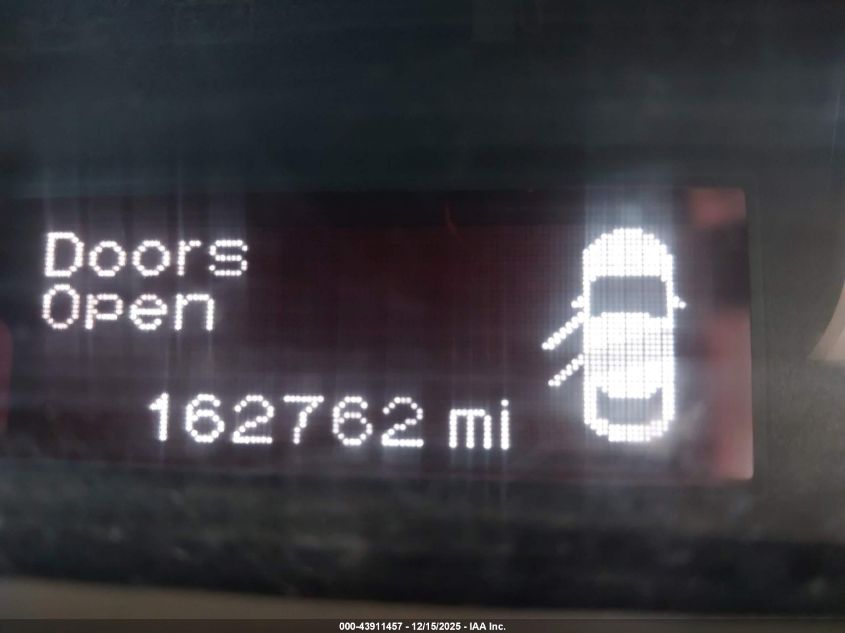 Doors
Open
162762 mi
000-43911457 - 12/15/2025 - IAA Inc.